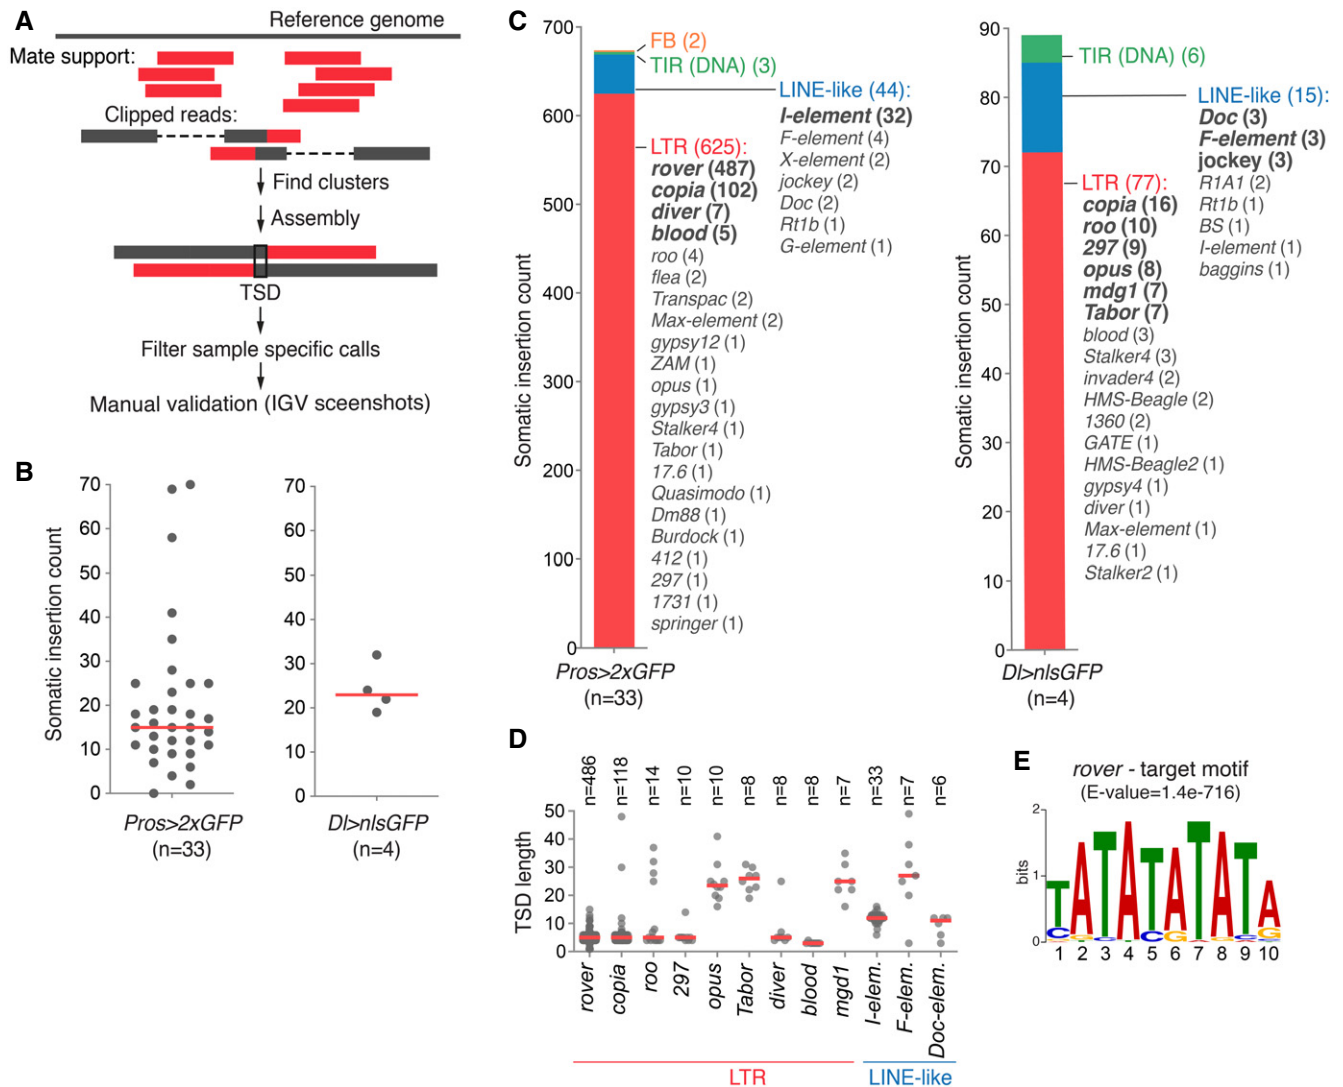 A
Reference genome
Mate support:
Clipped reads:
Find clusters
Assembly
TSD
Filter sample specific calls
Manual validation (IGV sceenshots)
B
Somatic insertion count
70
60
50
40
30
20
10
0
Pros>2xGFP
(n=33)
70
60
50
40
30
20
10
0
Dl>nlsGFP
(n=4)
C
Somatic insertion count
700
600
500
400
300
200
100
0
FB (2)
TIR (DNA) (3)
LINE-like (44):
I-element (32)
F-element (4)
X-element (2)
jockey (2)
Doc (2)
Rt1b (1)
G-element (1)
LTR (625):
rover (487)
copia (102)
diver (7)
blood (5)
roo (4)
flea (2)
Transpac (2)
Max-element (2)
gypsy12 (1)
ZAM (1)
opus (1)
gypsy3 (1)
Stalker4 (1)
Tabor (1)
17.6 (1)
Quasimodo (1)
Dm88 (1)
Burdock (1)
412 (1)
297 (1)
1731 (1)
springer (1)
Pros>2xGFP
(n=33)
Somatic insertion count
90
80
70
60
50
40
30
20
10
0
TIR (DNA) (6)
LINE-like (15):
Doc (3)
F-element (3)
jockey (3)
R1A1 (2)
Rt1b (1)
BS (1)
I-element (1)
baggins (1)
LTR (77):
copia (16)
roo (10)
297 (9)
opus (8)
mdg1 (7)
Tabor (7)
blood (3)
Stalker4 (3)
invader4 (2)
HMS-Beagle (2)
1360 (2)
GATE (1)
HMS-Beagle2 (1)
gypsy4 (1)
diver (1)
Max-element (1)
17.6 (1)
Stalker2 (1)
Dl>nlsGFP
(n=4)
D
TSD length
50
40
30
20
10
0
n=486
n=118
n=14
n=10
n=10
n=8
n=8
n=8
n=7
n=33
n=7
n=6
rover
copia
roo
297
opus
Tabor
diver
blood
mgd1
I-elem.
F-elem.
Doc-elem.
LTR
LINE-like
E
rover - target motif
(E-value=1.4e-716)
bits
2
1
0
TATATATATA
1 2 3 4 5 6 7 8 9 10